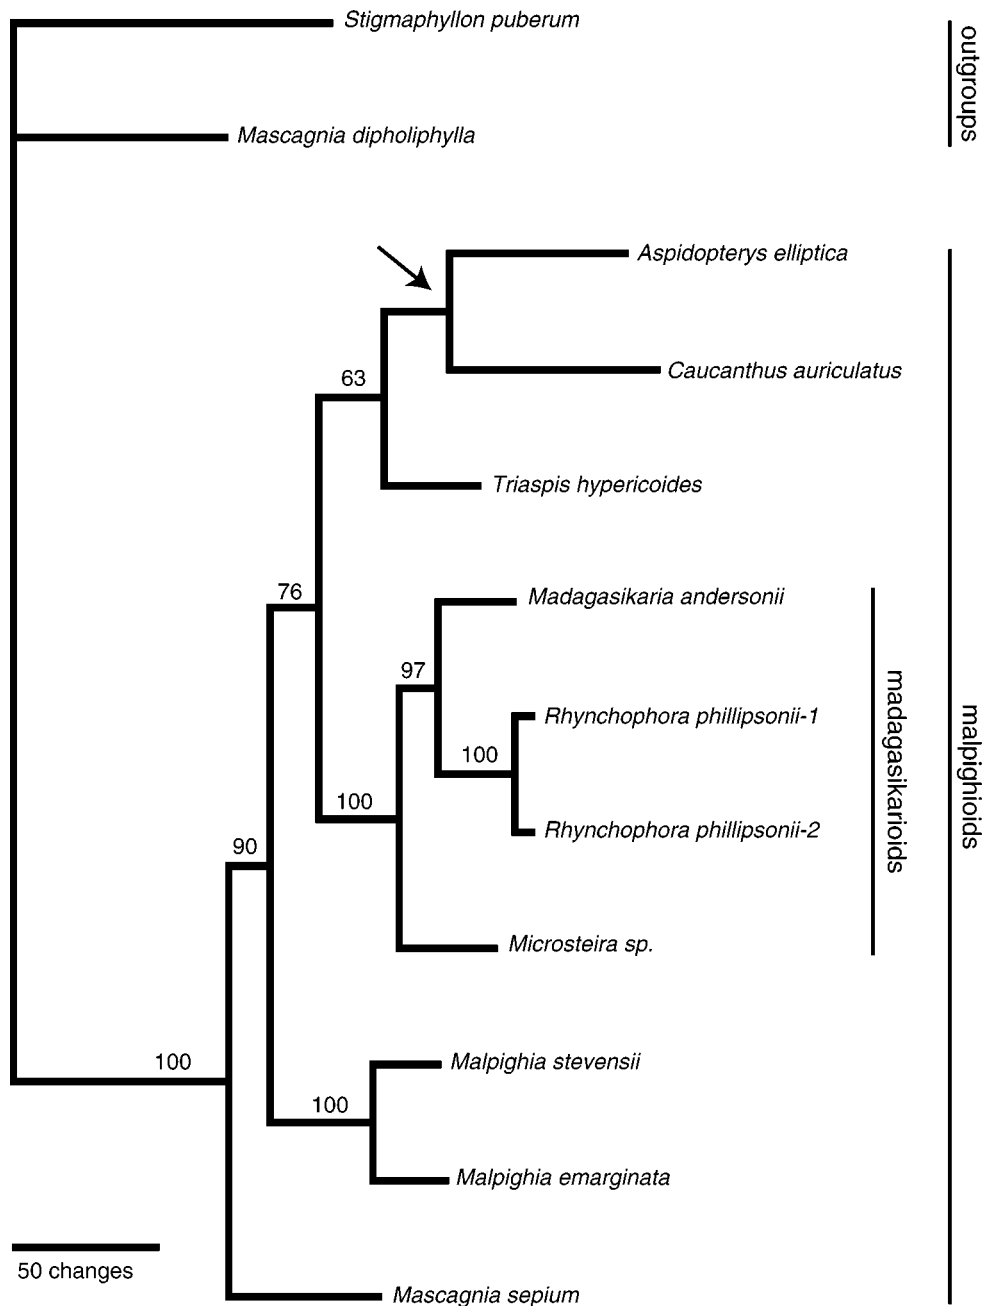 Stigmaphyllon puberum
outgroups
Mascagnia dipholiphylla
Aspidopterys elliptica
Caucanthus auriculatus
63
Triaspis hypericoides
76
Madagasikaria andersonii
97
Rhynchophora phillipsonii-1
100
madagasikarioids
malpighioids
100
Rhynchophora phillipsonii-2
90
Microsteira sp.
100
Malpighia stevensii
100
Malpighia emarginata
50 changes
Mascagnia sepium